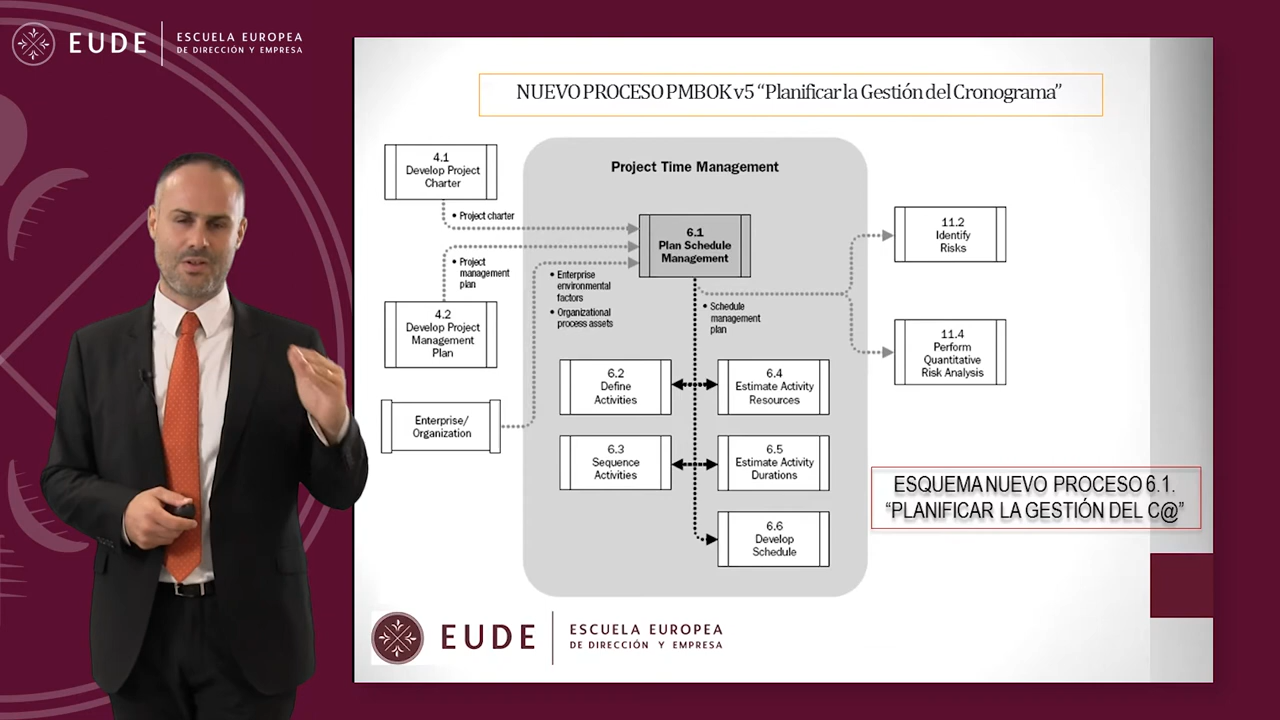 EUDE
ESCUELA EUROPEA
DE DIRECCIÓN Y EMPRESA
NUEVO PROCESO PMBOK v5 “Planificar la Gestión del Cronograma”
Project Time Management
4.1
Develop Project
Charter
• Project charter
6.1
Plan Schedule
Management
11.2
Identify
Risks
• Project
management
plan
• Enterprise
environmental
factors
• Organizational
process assets
• Schedule
management
plan
4.2
Develop Project
Management
Plan
11.4
Perform
Quantitative
Risk Analysis
6.2
Define
Activities
6.4
Estimate Activity
Resources
Enterprise/
Organization
6.3
Sequence
Activities
6.5
Estimate Activity
Durations
ESQUEMA NUEVO PROCESO 6.1.
“PLANIFICAR LA GESTIÓN DEL C@”
6.6
Develop
Schedule
EUDE
ESCUELA EUROPEA
DE DIRECCIÓN Y EMPRESA